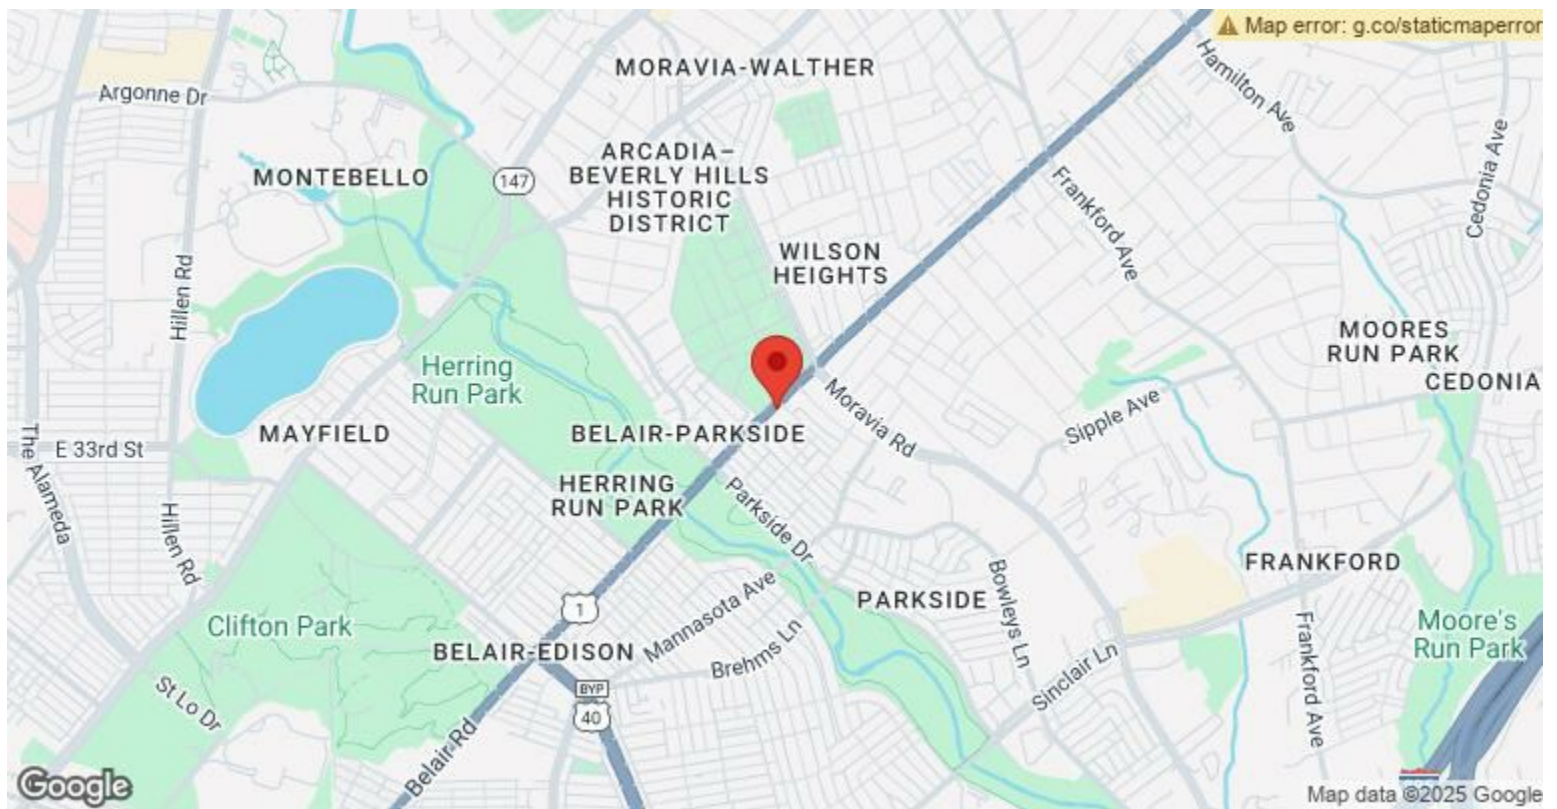 Map error: g.co/staticmaperror
MORAVIA-WALTHER
Hamilton Ave
Argonne Dr
Cedonia Ave
ARCADIA–
BEVERLY HILLS
HISTORIC
DISTRICT
MONTEBELLO
147
Frankford Ave
WILSON
HEIGHTS
Hillen Rd
MOORES
RUN PARK
CEDONIA
Herring
Run Park
Moravia Rd
Sipple Ave
MAYFIELD
BELAIR-PARKSIDE
E 33rd St
The Alameda
HERRING
RUN PARK
Parkside Dr
Hillen Rd
FRANKFORD
Bowleys Ln
PARKSIDE
1
Mannasota Ave
Clifton Park
Moore's
Run Park
BELAIR-EDISON
Brehms Ln
Frankford Ave
Sinclair Ln
St Lo Dr
BYP
40
Belair Rd
Google
Map data ©2025 Google